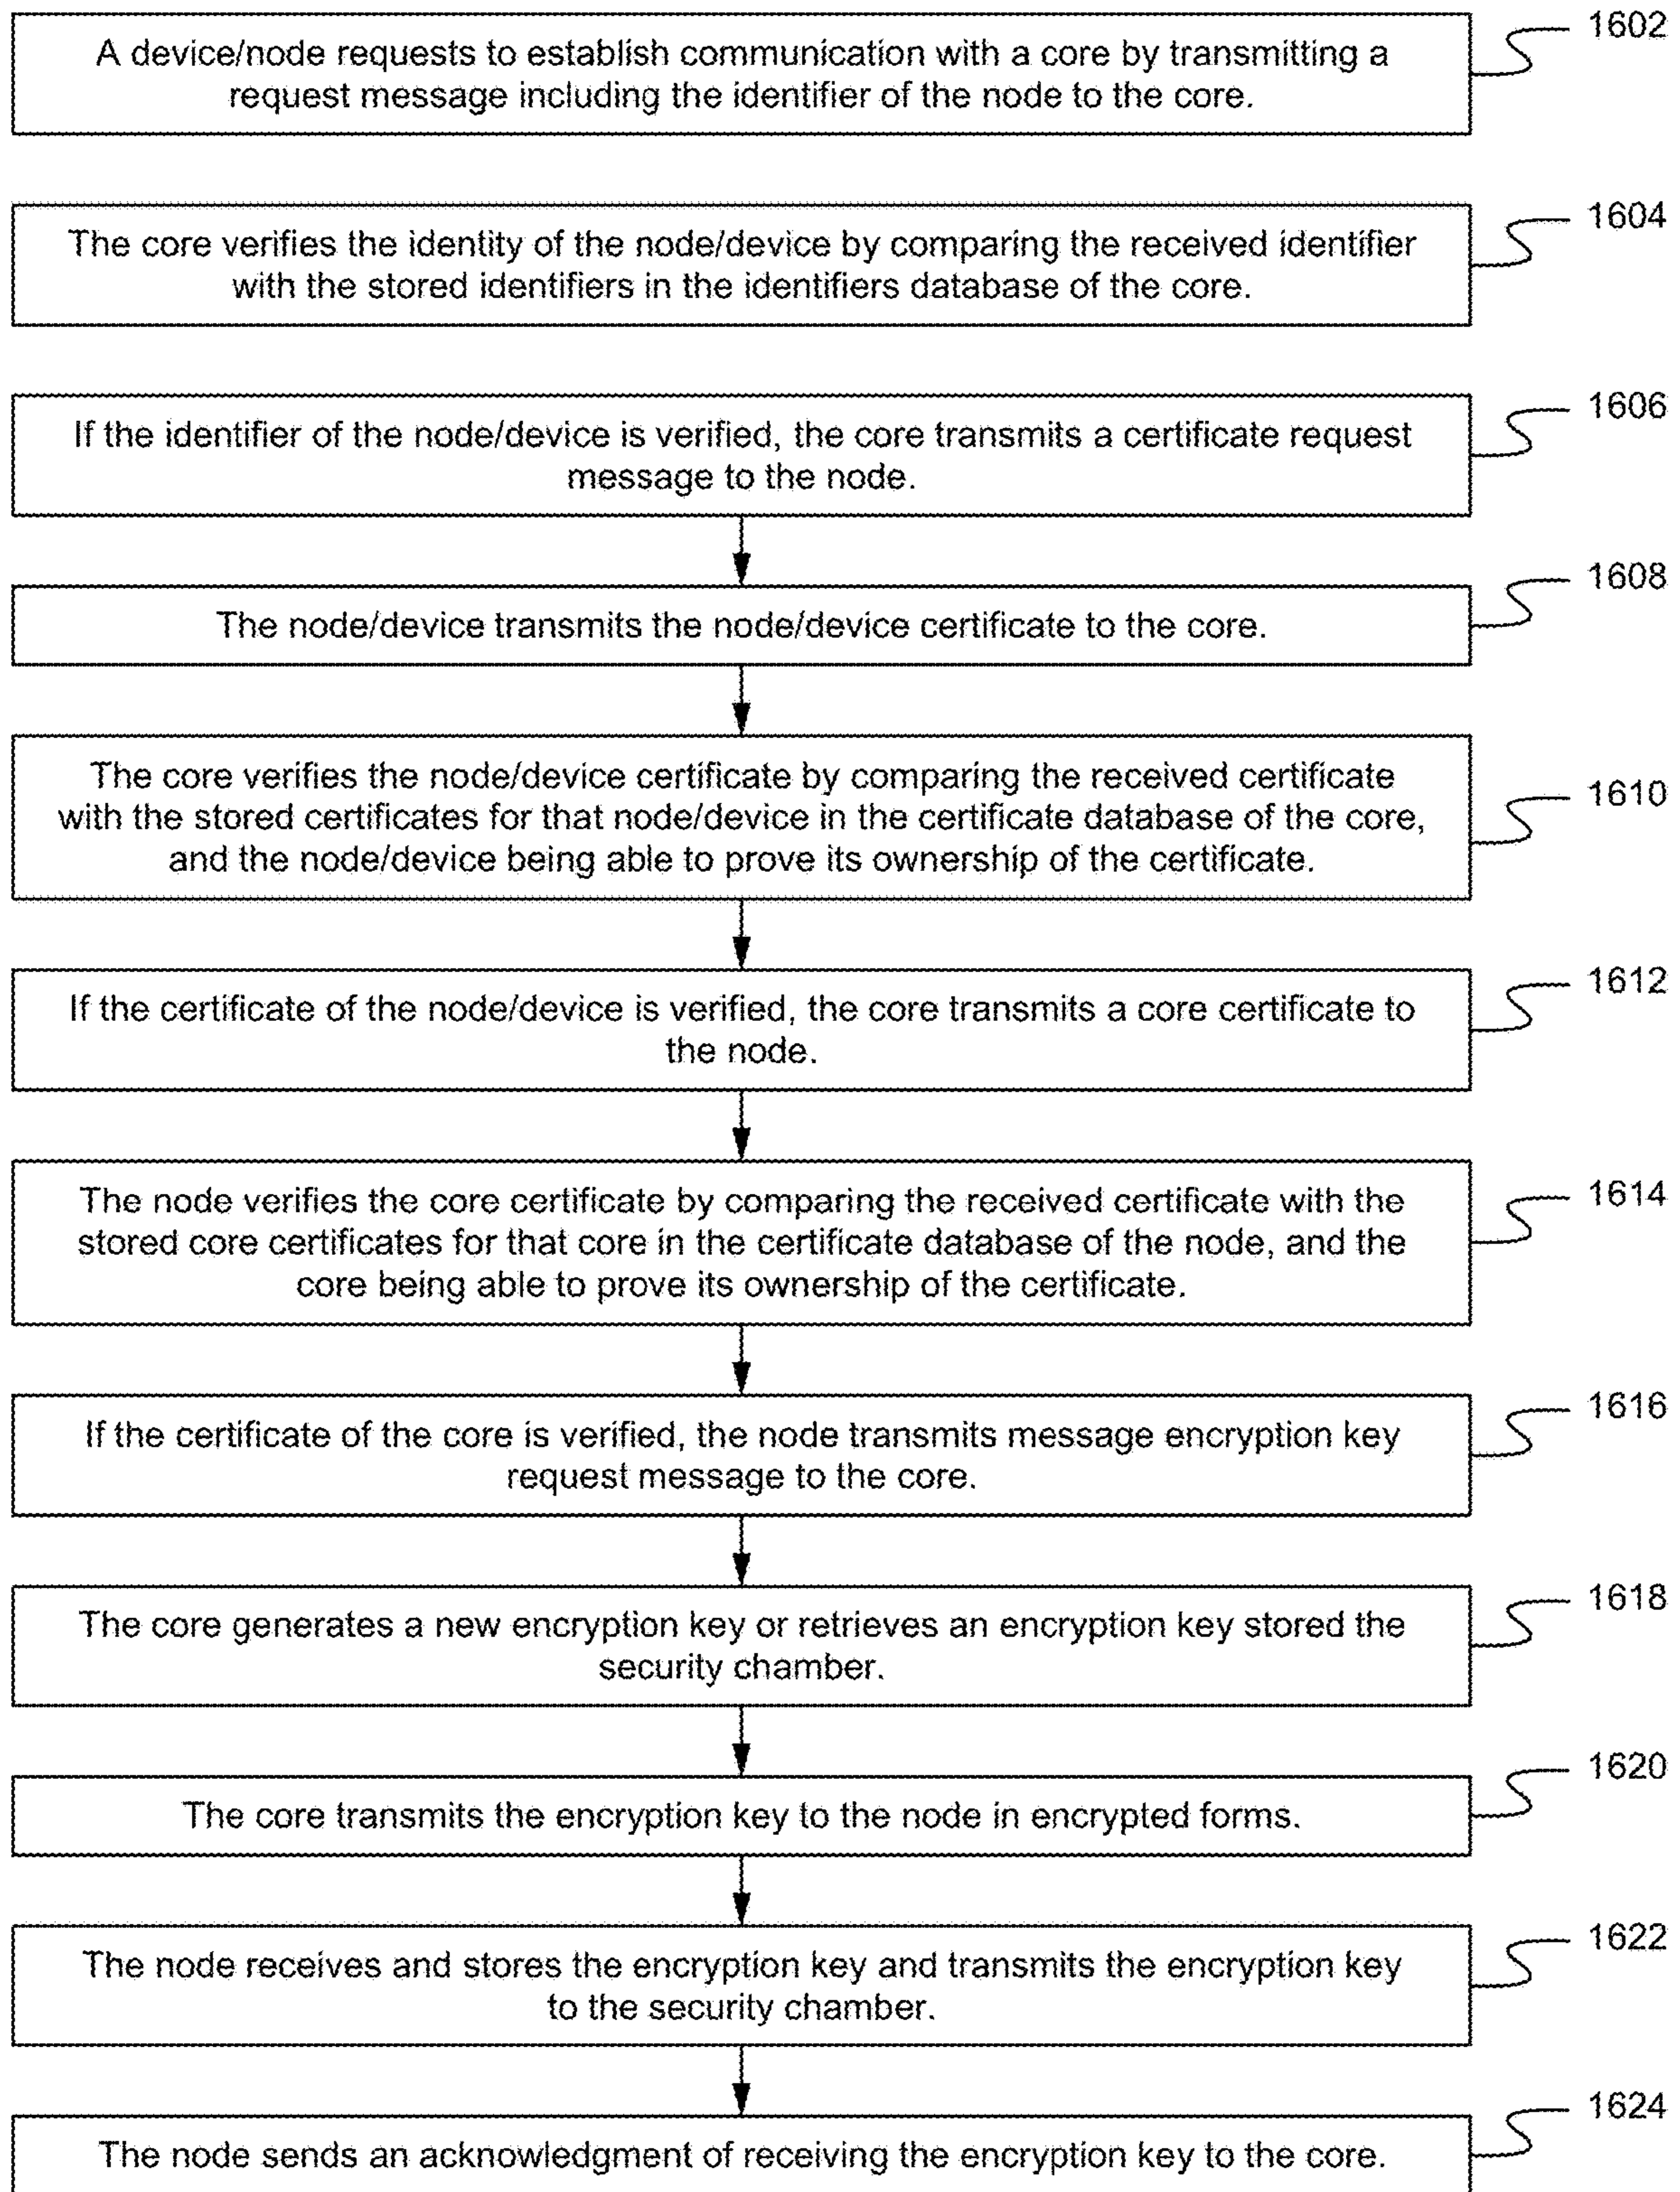 1602
A device/node requests to establish communication with a core by transmitting a
request message including the identifier of the node to the core.
1604
The core verifies the identity of the node/device by comparing the received identifier
with the stored identifiers in the identifiers database of the core.
1606
If the identifier of the node/device is verified, the core transmits a certificate request
message to the node.
1608
The node/device transmits the node/device certificate to the core.
The core verifies the node/device certificate by comparing the received certificate
1610
with the stored certificates for that node/device in the certificate database of the core,
and the node/device being able to prove its ownership of the certificate.
1612
If the certificate of the node/device is verified, the core transmits a core certificate to
the node.
1614
The node verifies the core certificate by comparing the received certificate with the
stored core certificates for that core in the certificate database of the node, and the
core being able to prove its ownership of the certificate.
1616
If the certificate of the core is verified, the node transmits message encryption key
request message to the core.
1618
The core generates a new encryption key or retrieves an encryption key stored the
security chamber.
1620
The core transmits the encryption key to the node in encrypted forms.
1622
The node receives and stores the encryption key and transmits the encryption key
to the security chamber.
1624
The node sends an acknowledgment of receiving the encryption key to the core.